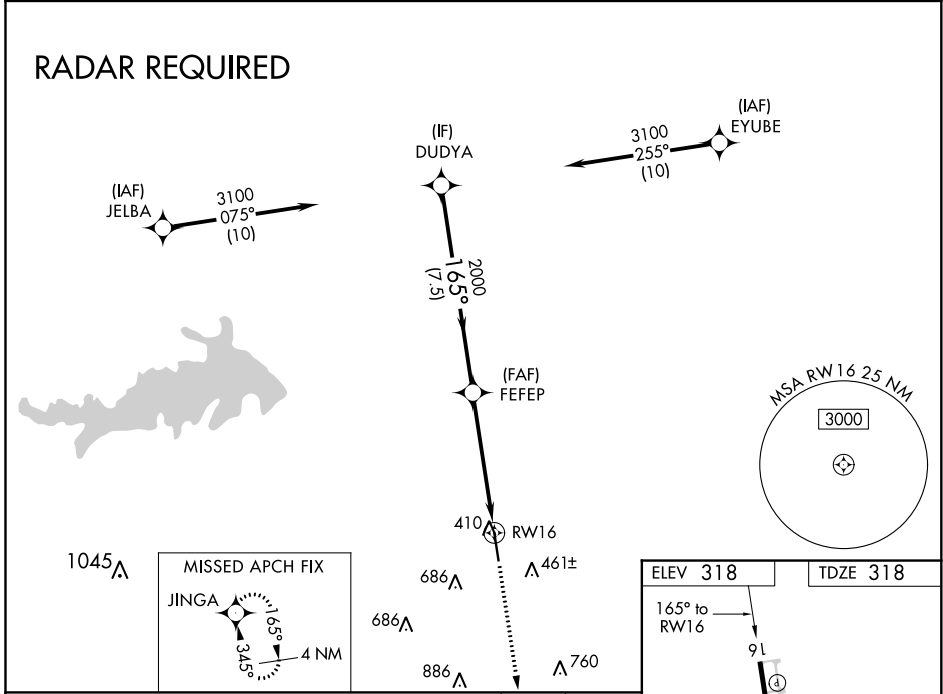 RADAR REQUIRED
(IAF)
EYUBE
3100
255°
(10)
(IF)
DUDYA
(IAF)
JELBA
3100
075°
(10)
2000
165°
(7.5)
(FAF)
FEFEP
MSA RW16 25 NM
3000
410
RW16
1045
461±
686
686
886
760
MISSED APCH FIX
JINGA
165°
345°
4 NM
ELEV 318
TDZE 318
165° to
RW16
16
P